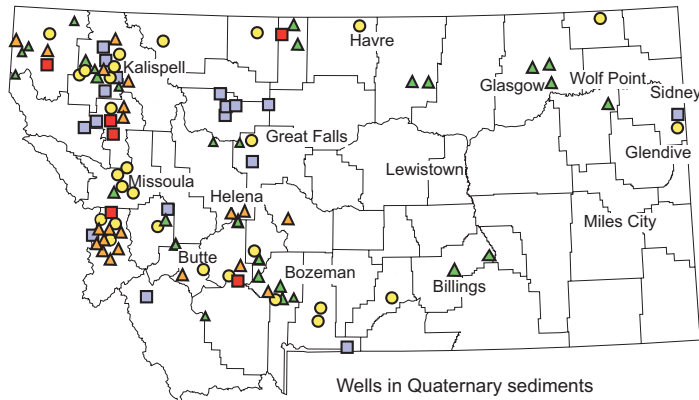 Havre
Kalispell
Glasgow
Wolf Point
Sidney
Great Falls
Glendive
Lewistown
Missoula
Helena
Miles City
Butte
Bozeman
Billings
Wells in Quaternary sediments